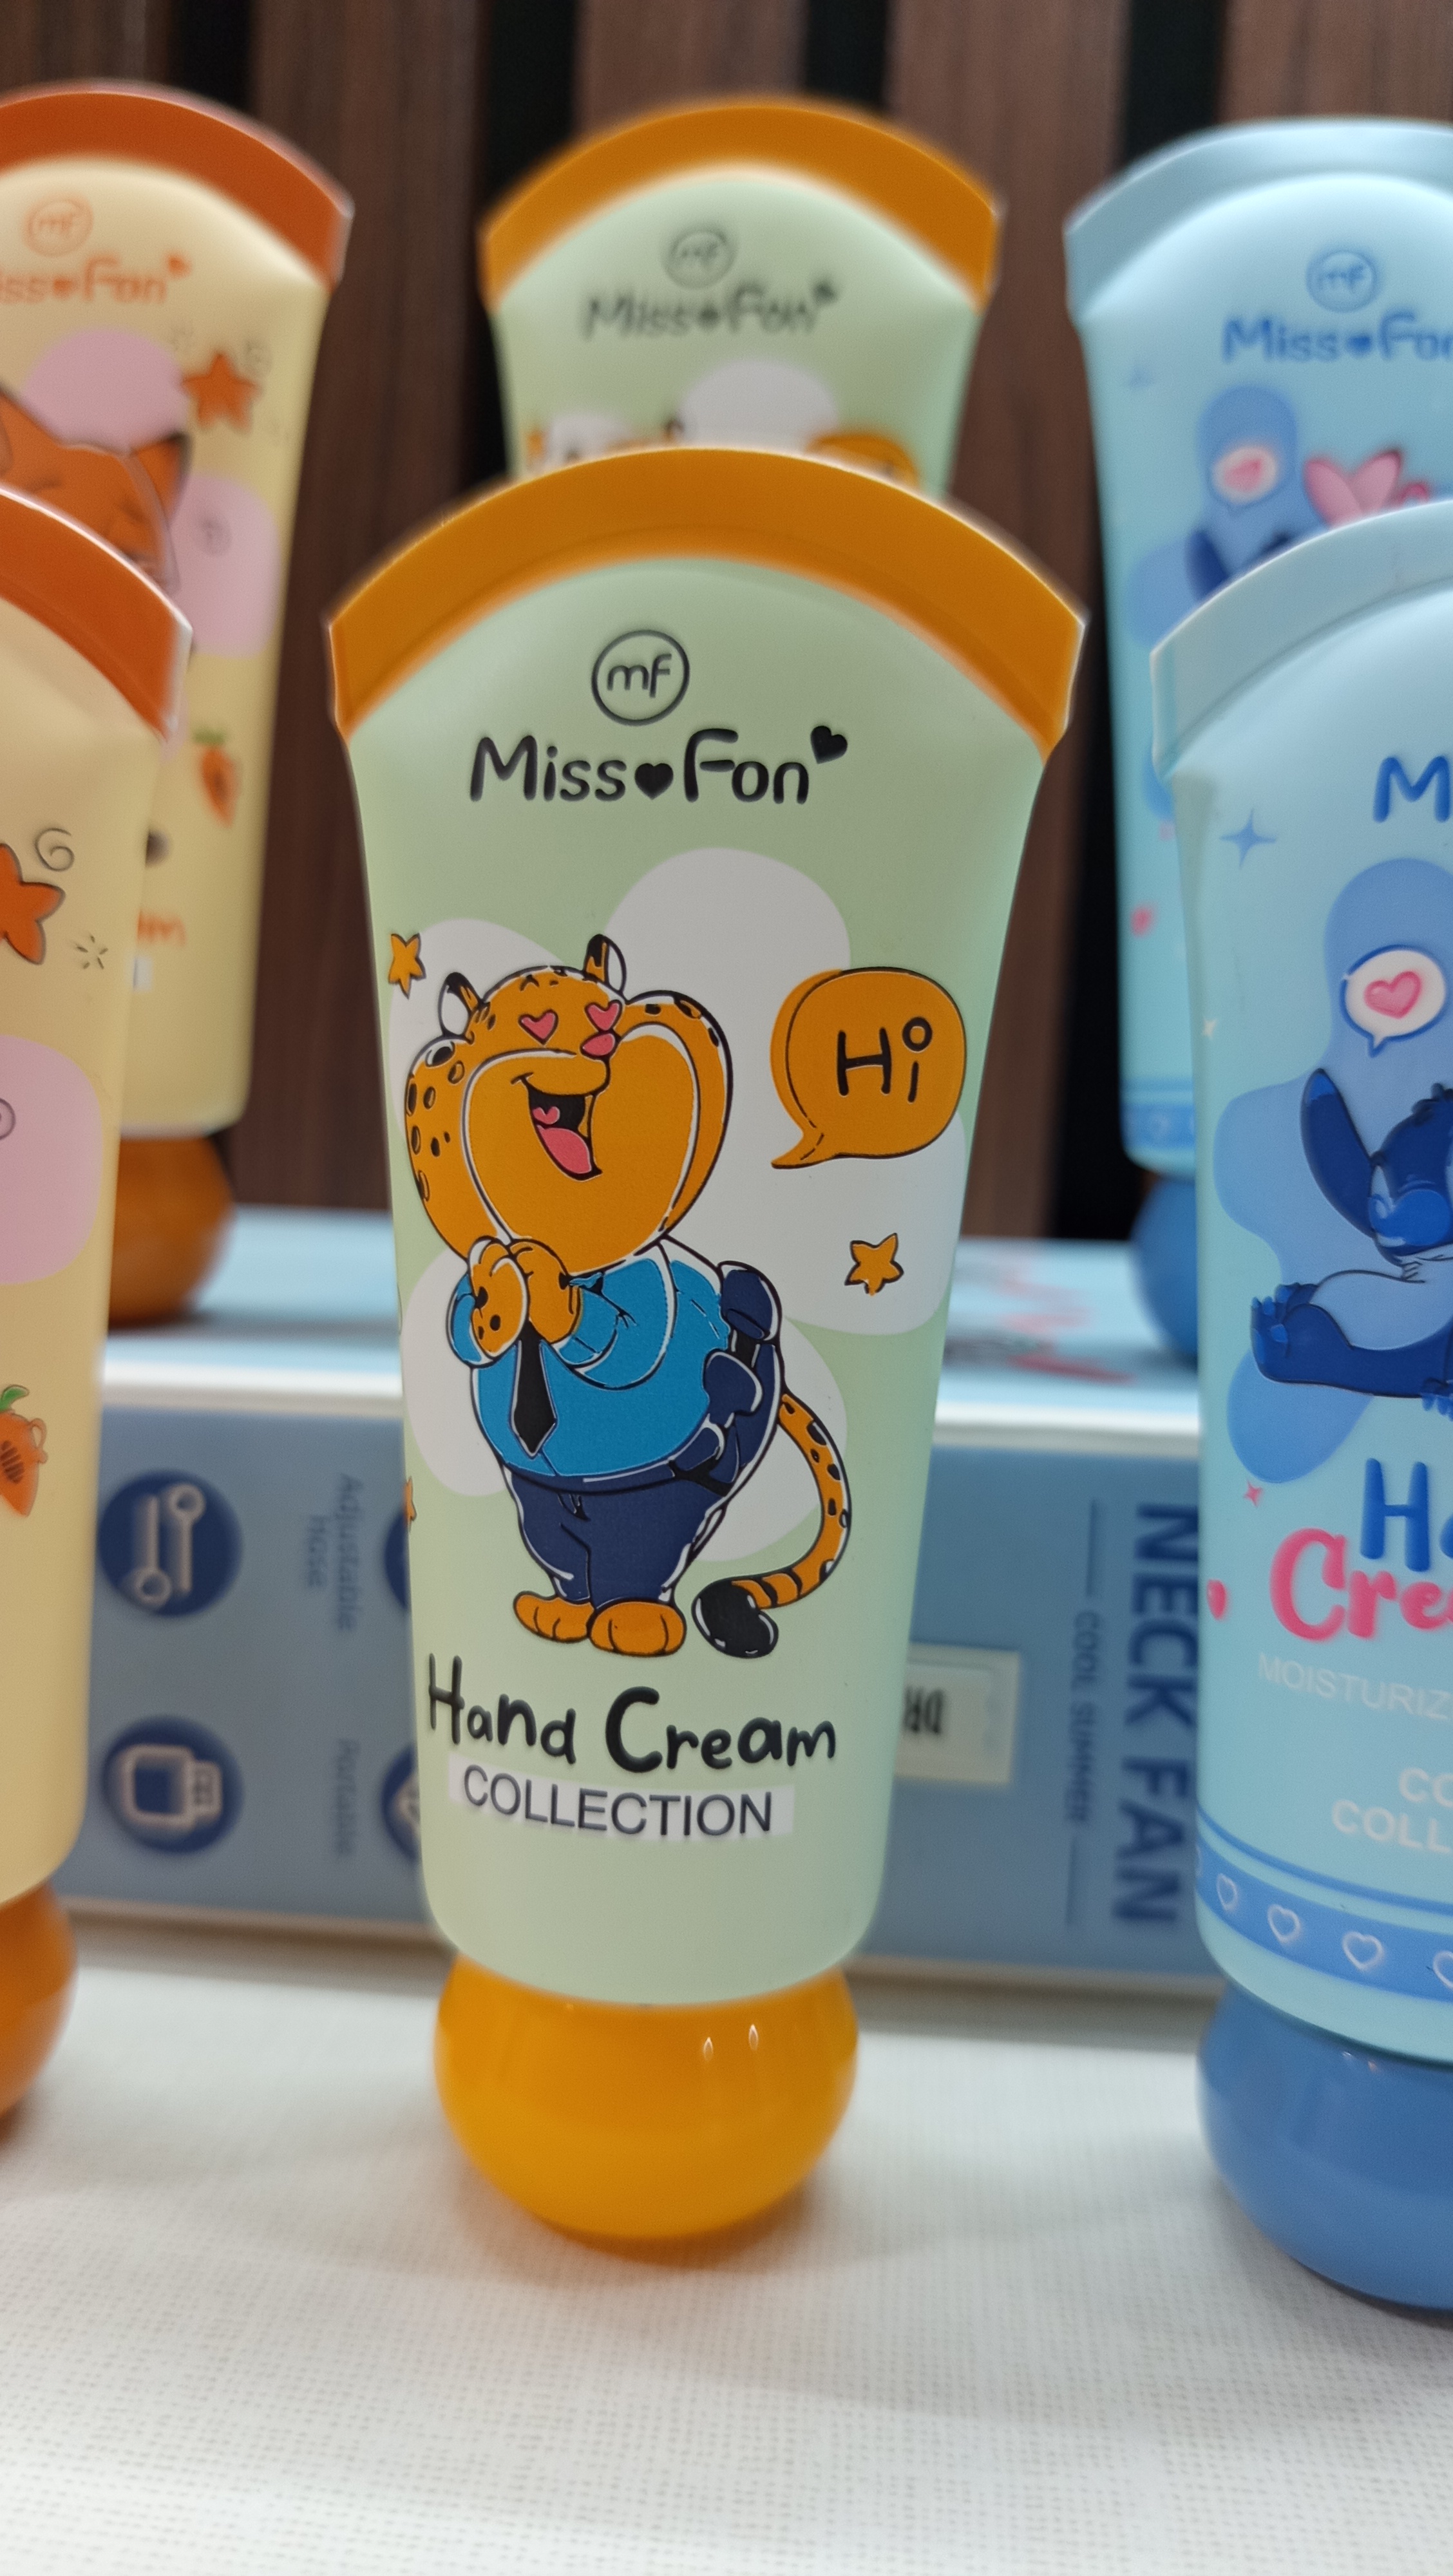 mf
Miss Fon
mf
Miss Fon
mf
Miss Fon
Hi
Hand Cream
COLLECTION
NECK FAN
COOL SUMMER
Adjustable
Hose
Rotatable